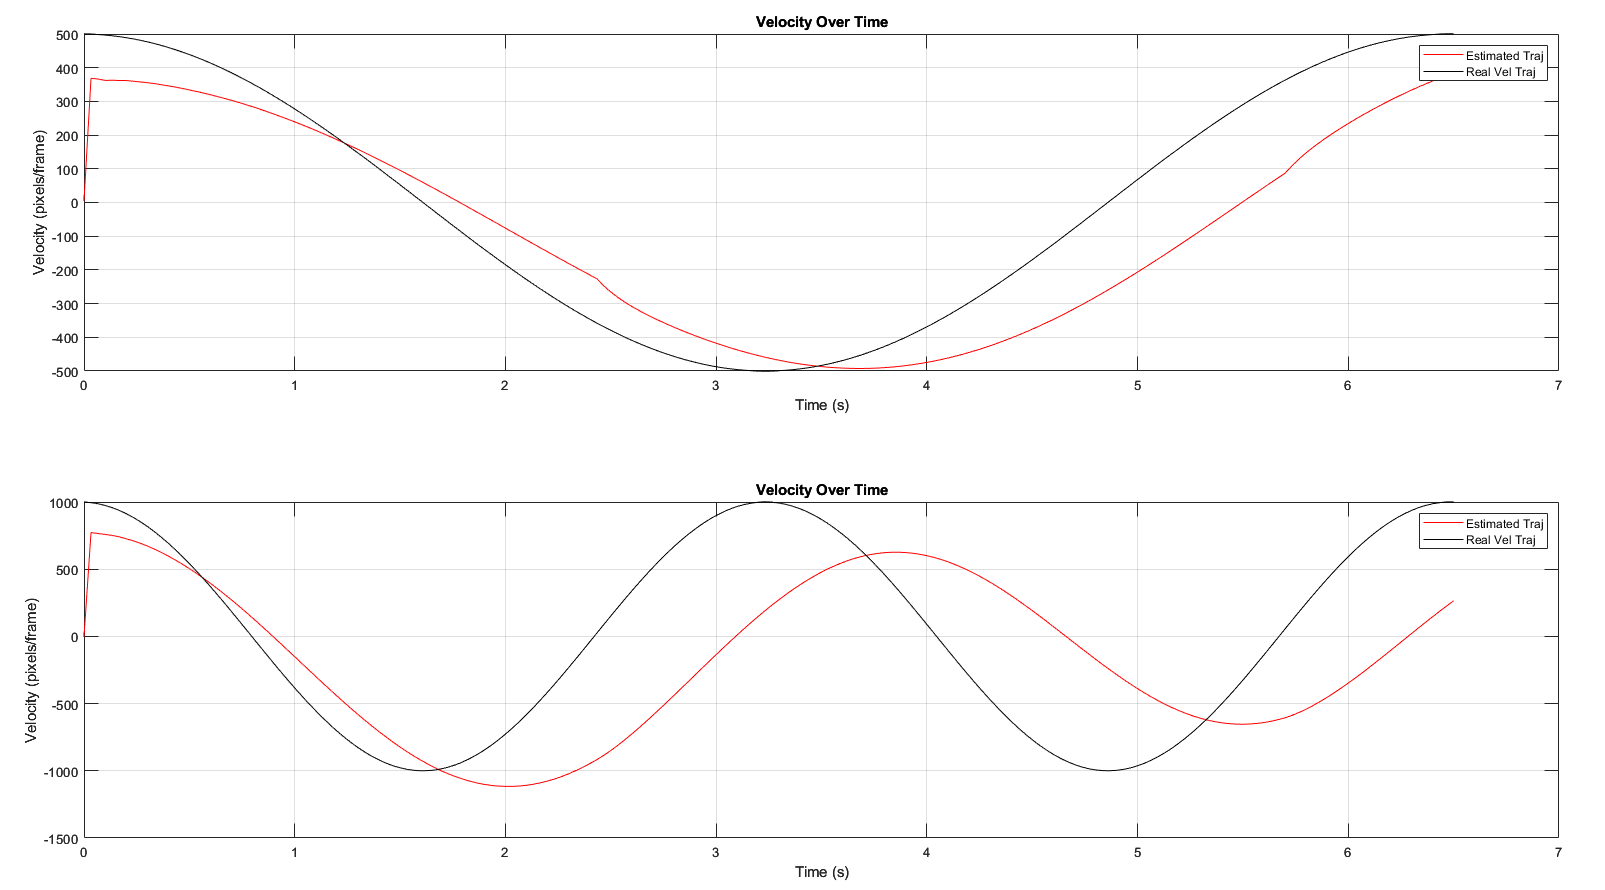 Velocity Over Time
500
400
300
200
100
0
-100
-200
-300
-400
-500
Velocity (pixels/frame)
Estimated Traj
Real Vel Traj
0 1 2 3 4 5 6 7
Time (s)
Velocity Over Time
1000
500
0
-500
-1000
-1500
Velocity (pixels/frame)
Estimated Traj
Real Vel Traj
0 1 2 3 4 5 6 7
Time (s)